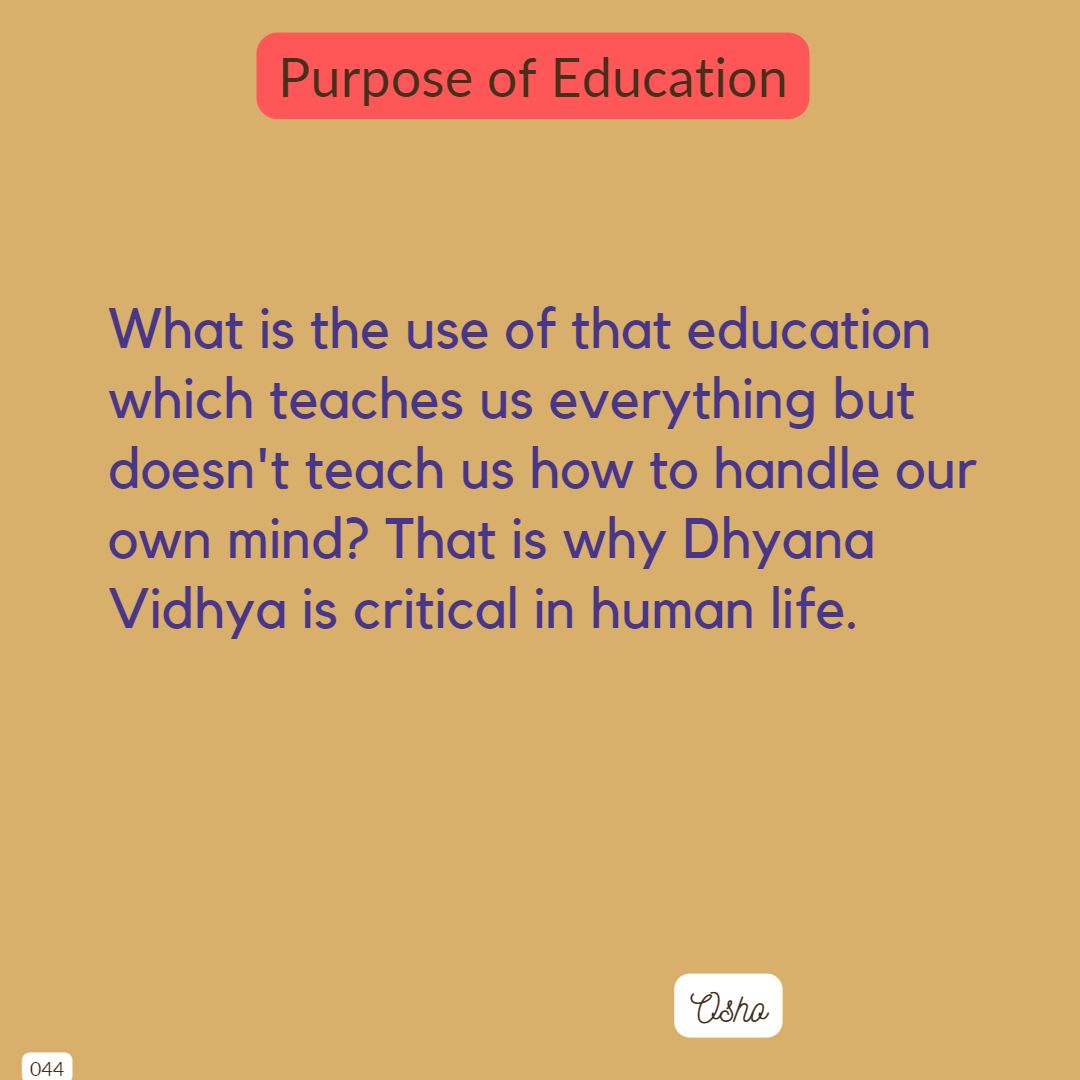 Purpose of Education
What is the use of that education
which teaches us everything but
doesn't teach us how to handle our
own mind? That is why Dhyana
Vidhya is critical in human life.
Osho
044